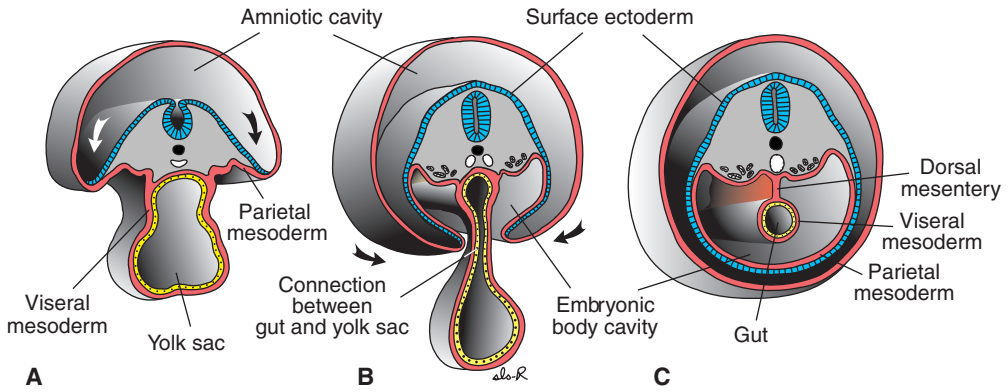 Amniotic cavity
Surface ectoderm
Parietal
mesoderm
Viseral
mesoderm
Yolk sac
Connection
between
gut and yolk sac
Embryonic
body cavity
Dorsal
mesentery
Viseral
mesoderm
Parietal
mesoderm
Gut
A
B
sls-R
C